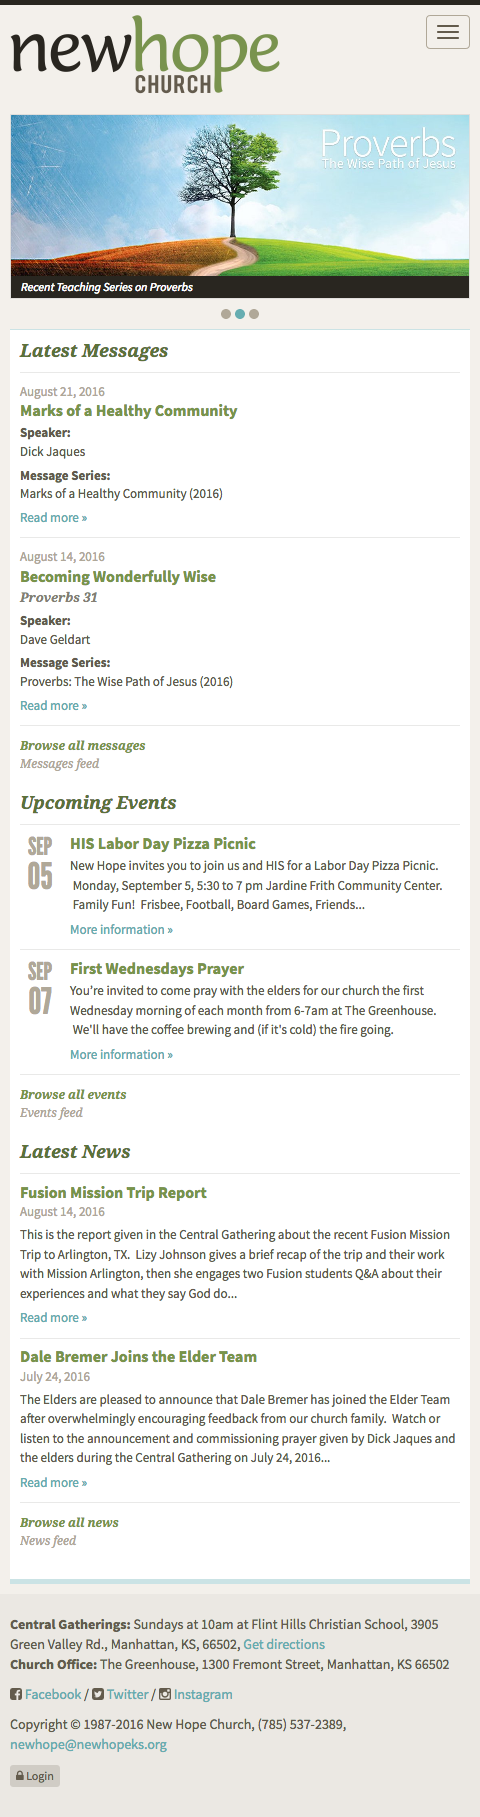 newhope
CHURCH
Proverbs
The Wise Path of Jesus
Recent Teaching Series on Proverbs
Latest Messages
August 21, 2016
Marks of a Healthy Community
Speaker:
Dick Jaques
Message Series:
Marks of a Healthy Community (2016)
Read more »
August 14, 2016
Becoming Wonderfully Wise
Proverbs 31
Speaker:
Dave Geldart
Message Series:
Proverbs: The Wise Path of Jesus (2016)
Read more »
Browse all messages
Messages feed
Upcoming Events
SEP
05
HIS Labor Day Pizza Picnic
New Hope invites you to join us and HIS for a Labor Day Pizza Picnic.
Monday, September 5, 5:30 to 7 pm Jardine Frith Community Center.
Family Fun!  Frisbee, Football, Board Games, Friends...
More information »
SEP
07
First Wednesdays Prayer
You're invited to come pray with the elders for our church the first
Wednesday morning of each month from 6-7am at The Greenhouse.
We'll have the coffee brewing and (if it's cold) the fire going.
More information »
Browse all events
Events feed
Latest News
Fusion Mission Trip Report
August 14, 2016
This is the report given in the Central Gathering about the recent Fusion Mission
Trip to Arlington, TX.  Lizy Johnson gives a brief recap of the trip and their work
with Mission Arlington, then she engages two Fusion students Q&A about their
experiences and what they say God do...
Read more »
Dale Bremer Joins the Elder Team
July 24, 2016
The Elders are pleased to announce that Dale Bremer has joined the Elder Team
after overwhelmingly encouraging feedback from our church family.  Watch or
listen to the announcement and commissioning prayer given by Dick Jaques and
the elders during the Central Gathering on July 24, 2016...
Read more »
Browse all news
News feed
Central Gatherings: Sundays at 10am at Flint Hills Christian School, 3905
Green Valley Rd., Manhattan, KS, 66502, Get directions
Church Office: The Greenhouse, 1300 Fremont Street, Manhattan, KS 66502
Facebook / Twitter / Instagram
Copyright © 1987-2016 New Hope Church, (785) 537-2389,
newhope@newhopeks.org
Login